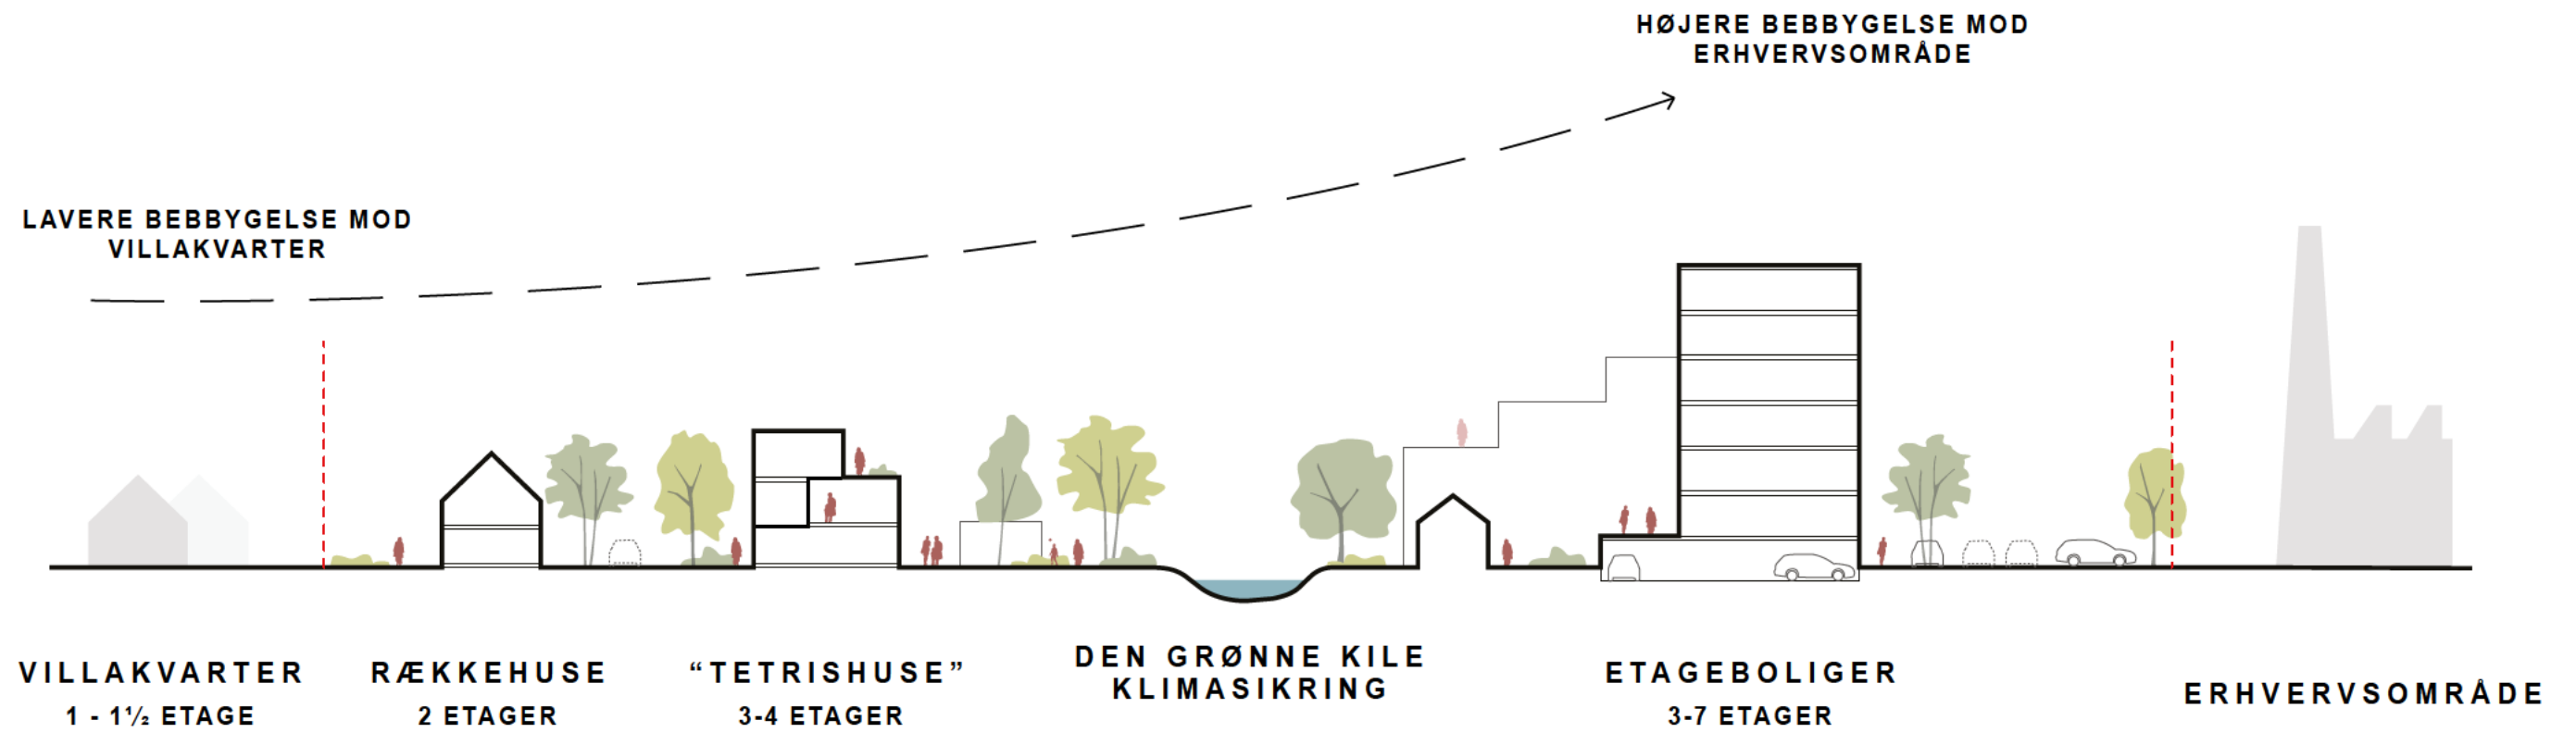 HØJERE BEBBYGELSE MOD
ERHVERVSOMRÅDE
LAVERE BEBBYGELSE MOD
VILLAKVARTER
VILLAKVARTER
1 - 1½ ETAGE
RÆKKEHUSE
2 ETAGER
“TETRISHUSE”
3-4 ETAGER
DEN GRØNNE KILE
KLIMASIKRING
ETAGEBOLIGER
3-7 ETAGER
ERHVERVSOMRÅDE